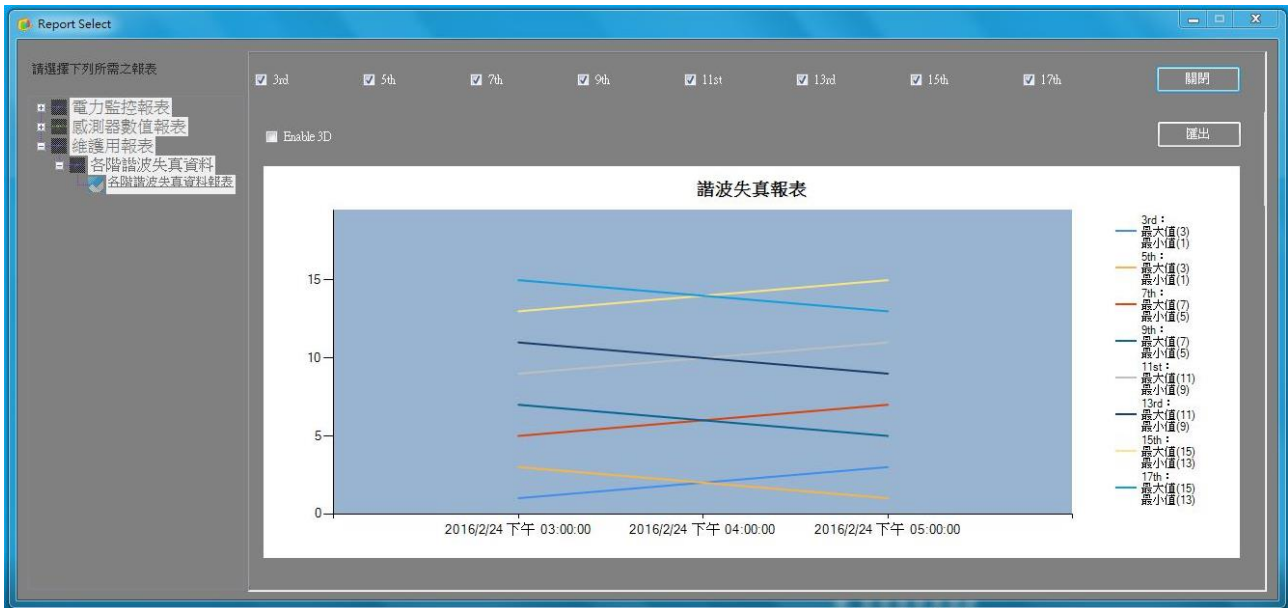 Report Select
請選擇下列所需之報表
電力監控報表
感測器數值報表
維護用報表
各階諧波失真資料
各階諧波失真資料報表
3rd
5th
7th
9th
11st
13rd
15th
17th
關閉
Enable 3D
匯出
諧波失真報表
15
10
5
0
2016/2/24 下午 03:00:00
2016/2/24 下午 04:00:00
2016/2/24 下午 05:00:00
3rd：
最大值(3)
最小值(1)
5th：
最大值(3)
最小值(1)
7th：
最大值(7)
最小值(5)
9th：
最大值(7)
最小值(5)
11st：
最大值(11)
最小值(9)
13rd：
最大值(11)
最小值(9)
15th：
最大值(15)
最小值(13)
17th：
最大值(15)
最小值(13)